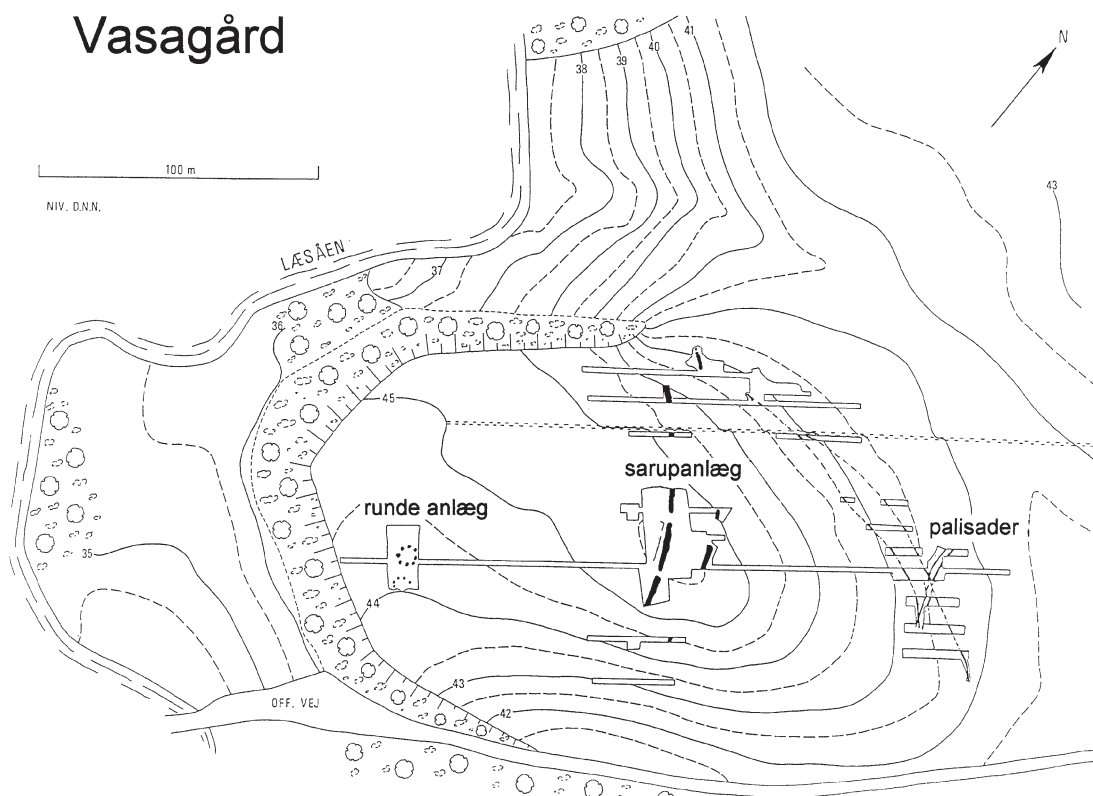 Vasagård
N
100 m
NIV. D.N.N.
LÆSÅEN
38
39
40
41
43
37
36
45
sarupanlæg
runde anlæg
palisader
35
44
43
42
OFF. VEJ